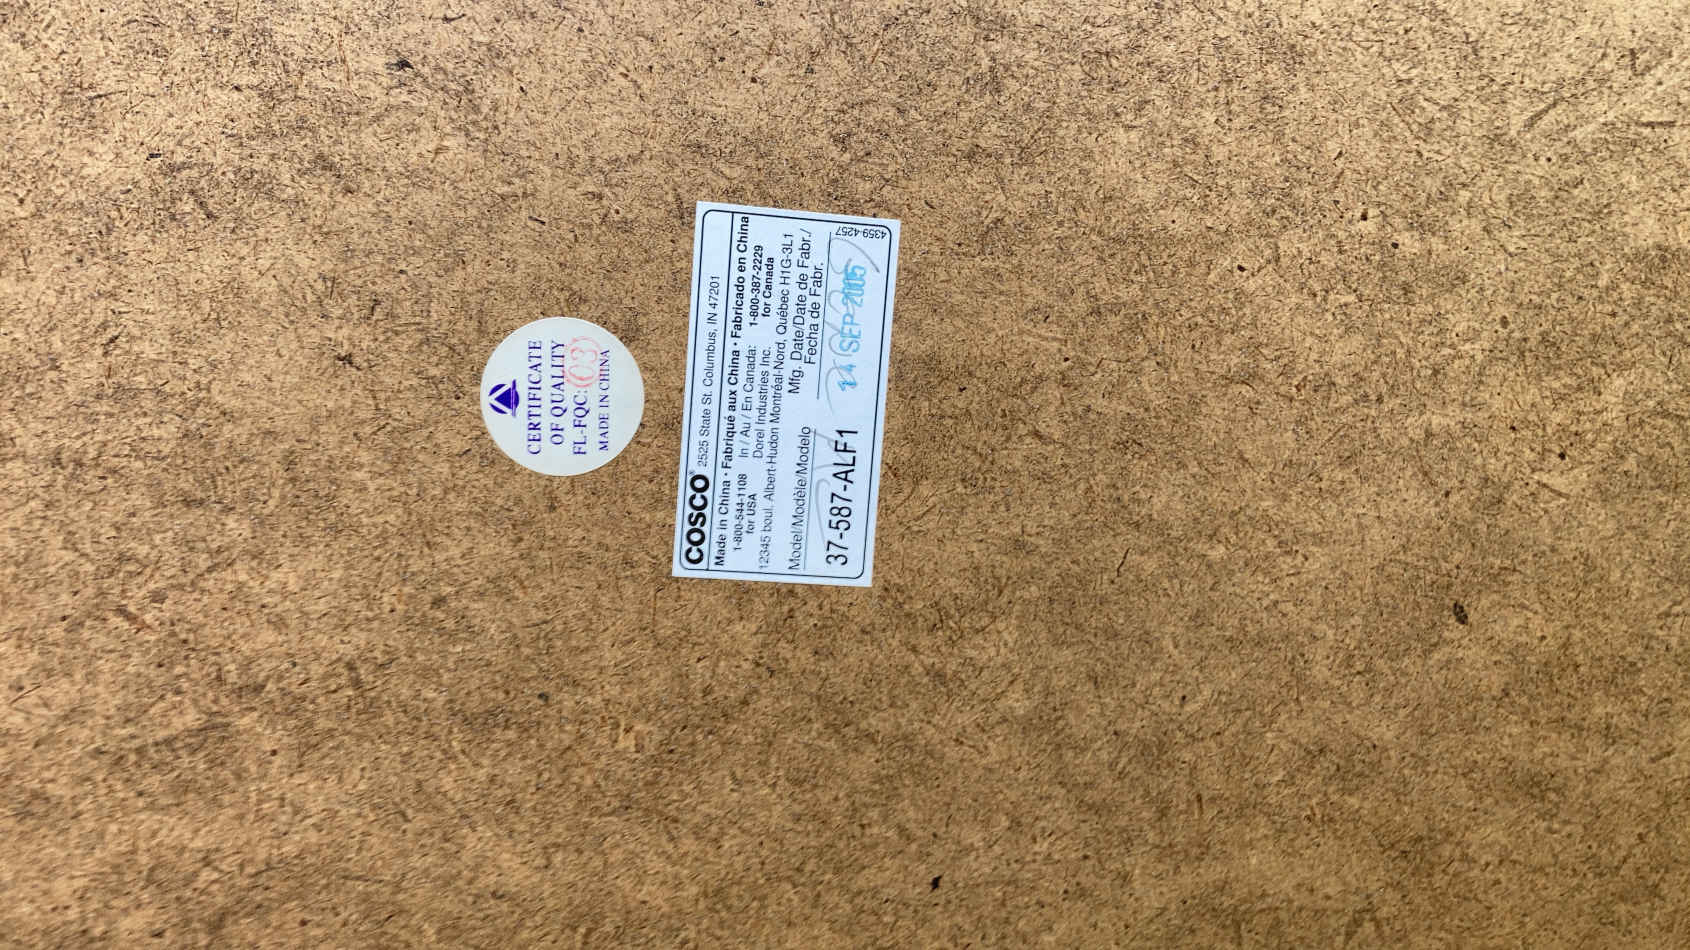 CERTIFICATE
OF QUALITY
FL-FQC: 03
MADE IN CHINA
COSCO® 2525 State St. Columbus, IN 47201
Made in China • Fabriqué aux China • Fabricado en China
1-800-544-1108 In / Au / En Canada: 1-800-387-2229
for USA Dorel Industries Inc. for Canada
12345 boul. Albert-Hudon Montréal-Nord, Québec H1G-3L1
Model/Modèle/Modelo Mfg. Date/Date de Fabr./
Fecha de Fabr.
37-587-ALF1 SEP 2005
4359-4257